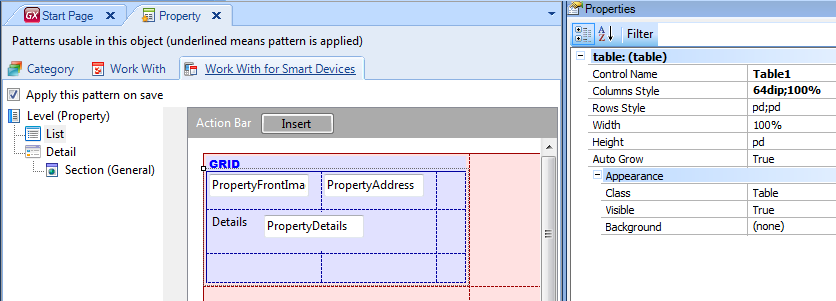 GX Start Page
Property
Patterns usable in this object (underlined means pattern is applied)
Category
Work With
Work With for Smart Devices
Apply this pattern on save
Level (Property)
List
Detail
Section (General)
Action Bar
Insert
GRID
PropertyFrontIma
PropertyAddress
Details
PropertyDetails
Properties
Filter
table: (table)
Control Name Table1
Columns Style 64dip;100%
Rows Style pd;pd
Width 100%
Height pd
Auto Grow True
Appearance
Class Table
Visible True
Background (none)